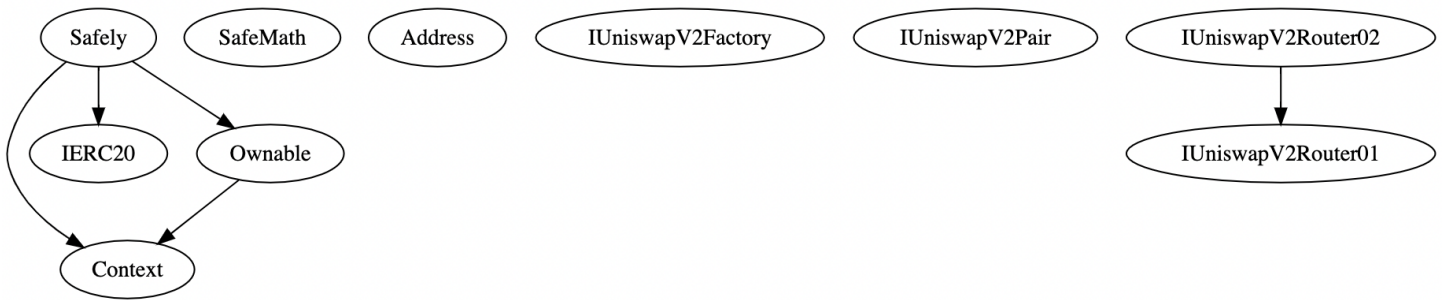 Safely
SafeMath
Address
IUniswapV2Factory
IUniswapV2Pair
IUniswapV2Router02
IERC20
Ownable
IUniswapV2Router01
Context